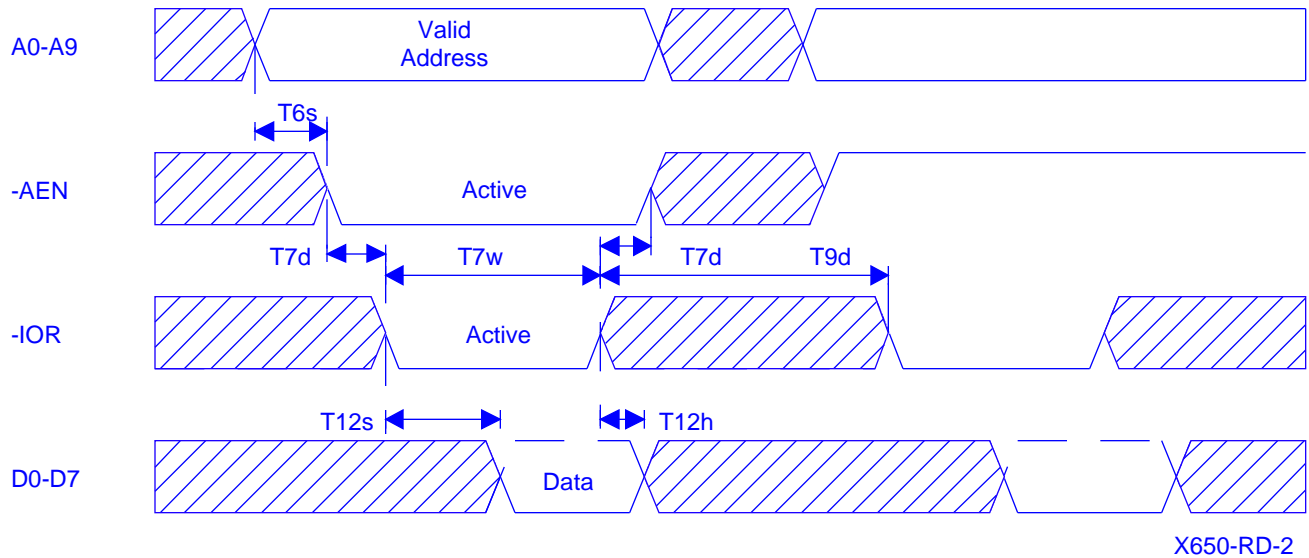 A0-A9
Valid
Address
T6s
-AEN
Active
T7d
T7w
T7d
T9d
-IOR
Active
T12s
T12h
D0-D7
Data
X650-RD-2